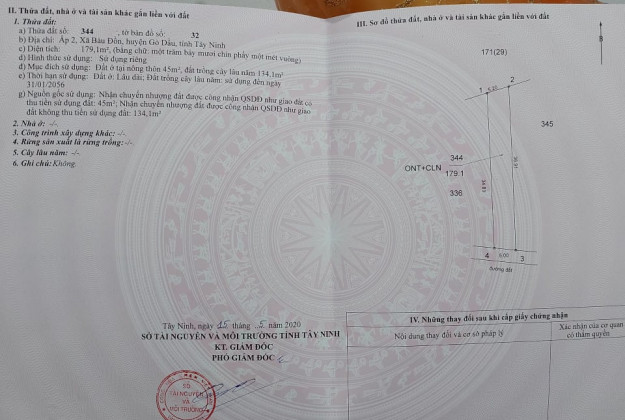 II. Thửa đất, nhà ở và tài sản khác gắn liền với đất
1. Thửa đất:
a) Thửa đất số: 344 , tờ bản đồ số: 32
b) Địa chỉ: Ấp 2, Xã Bàu Đồn, huyện Gò Dầu, tỉnh Tây Ninh
c) Diện tích: 179,1m², (bằng chữ: một trăm bảy mươi chín phẩy một mét vuông)
d) Hình thức sử dụng: Sử dụng riêng
đ) Mục đích sử dụng: Đất ở tại nông thôn 45m²; đất trồng cây lâu năm 134,1m²
e) Thời hạn sử dụng: Đất ở: Lâu dài; Đất trồng cây lâu năm: sử dụng đến ngày
31/01/2056
g) Nguồn gốc sử dụng: Nhận chuyển nhượng đất được công nhận QSDĐ như giao đất có
thu tiền sử dụng đất: 45m²; Nhận chuyển nhượng đất được công nhận QSDĐ như giao
đất không thu tiền sử dụng đất: 134,1m²
2. Nhà ở: -/-
3. Công trình xây dựng khác: -/-
4. Rừng sản xuất là rừng trồng: -/-
5. Cây lâu năm: -/-
6. Ghi chú: Không
Tây Ninh, ngày 15 tháng 5 năm 2020
SỞ TÀI NGUYÊN VÀ MÔI TRƯỜNG TỈNH TÂY NINH
KT. GIÁM ĐỐC
PHÓ GIÁM ĐỐC
SỞ
TÀI NGUYÊN
VÀ
MÔI TRƯỜNG
III. Sơ đồ thửa đất, nhà ở và tài sản khác gắn liền với đất
171(29)
1
2
345
344
ONT+CLN
179.1
336
4
5.00
3
đường đất
IV. Những thay đổi sau khi cấp giấy chứng nhận
Nội dung thay đổi và cơ sở pháp lý
Xác nhận của cơ quan
có thẩm quyền